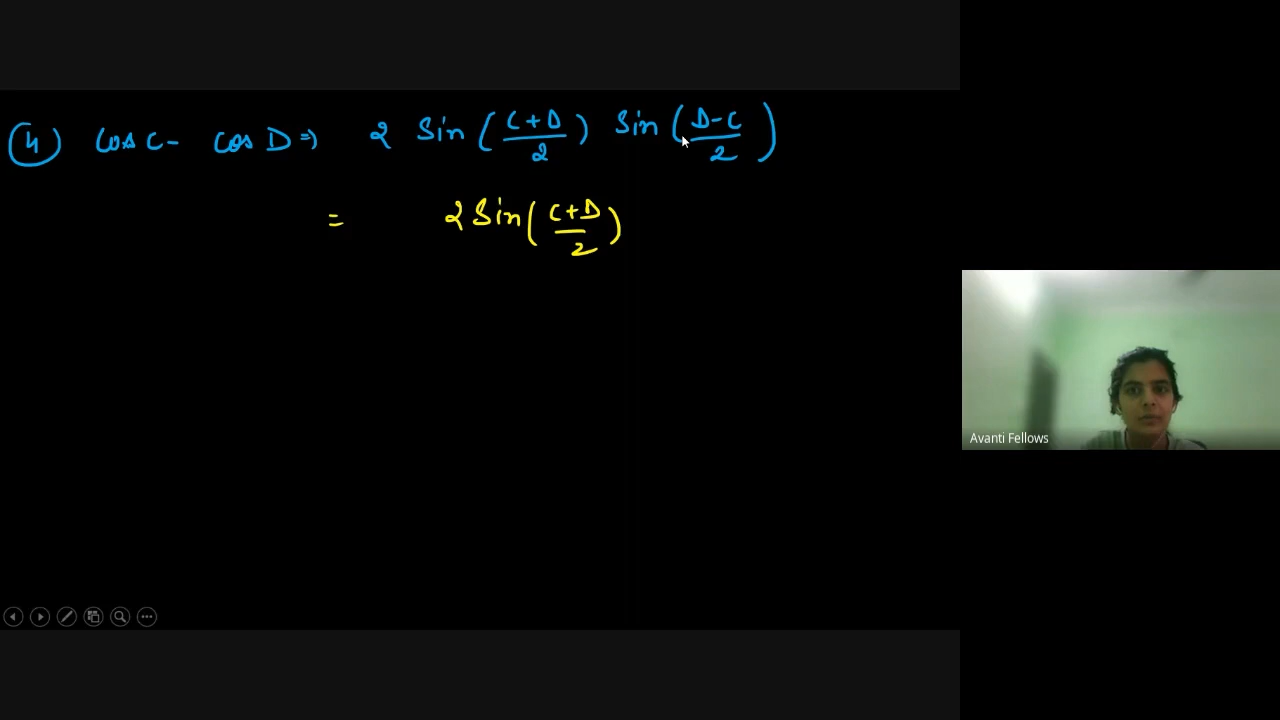 (4) Cos C - Cos D ⇒ 2 Sin ( C+D / 2 ) Sin ( D-C / 2 )
= 2 Sin ( C+D / 2 )
Avanti Fellows